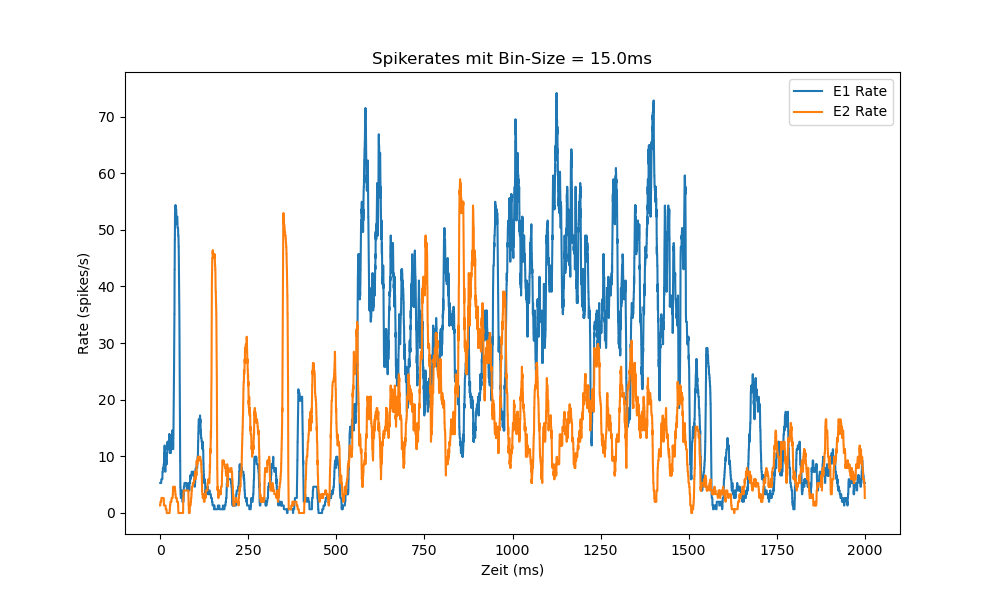 Spikerates mit Bin-Size = 15.0ms
E1 Rate
E2 Rate
70
60
50
40
30
20
10
0
Rate (spikes/s)
0 250 500 750 1000 1250 1500 1750 2000
Zeit (ms)